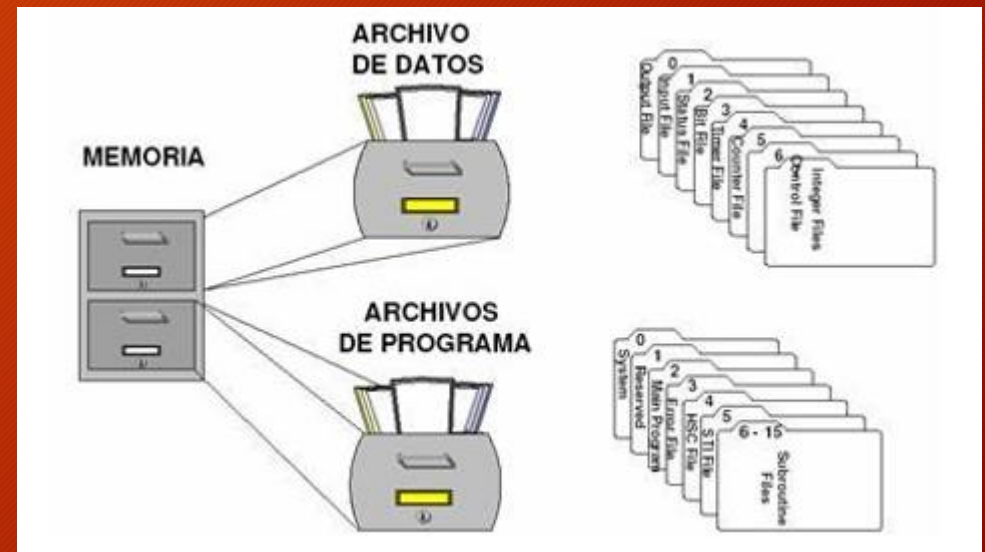 ARCHIVO
DE DATOS
MEMORIA
0
Output File
1
Input File
2
Status File
3
Bit File
4
Timer File
5
Counter File
6
Control File
Integer Files
ARCHIVOS
DE PROGRAMA
0
System
1
Reserved
2
Main Program
3
Error File
4
HSC File
5
STI File
6 - 15
Subroutine
Files